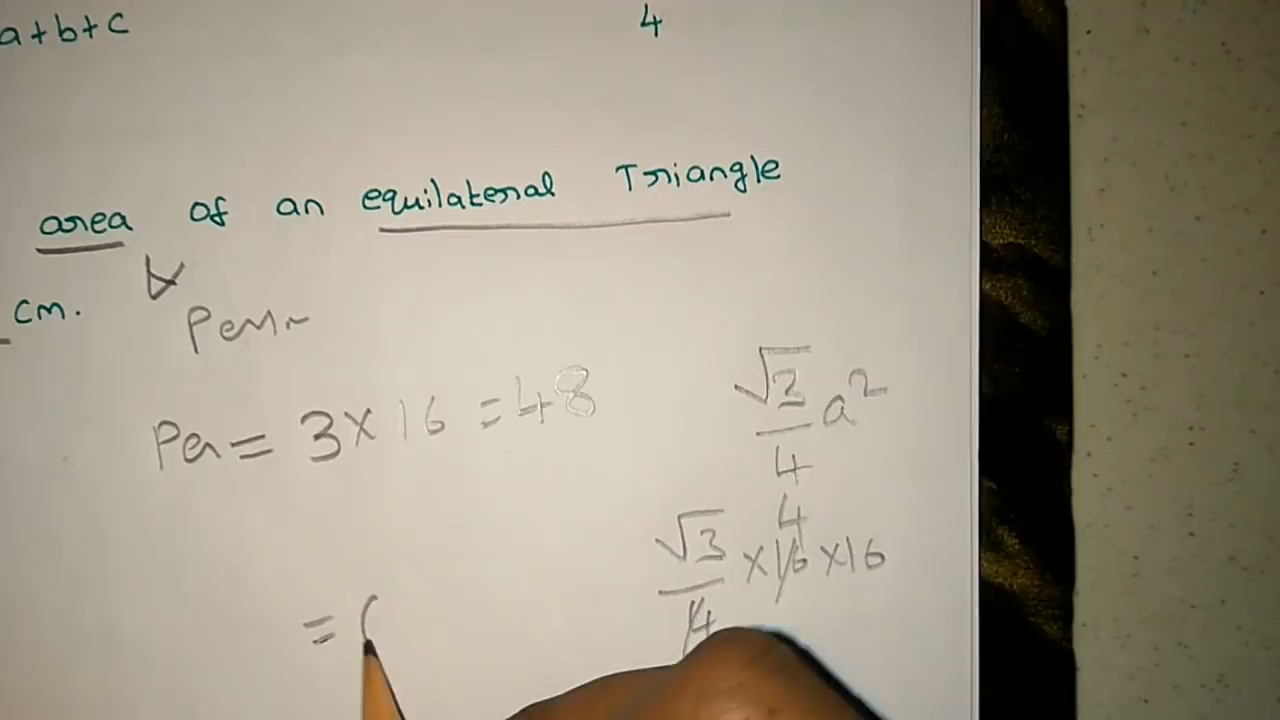 a+b+c 4
area of an equilateral Triangle
cm.
Per = 3 × 16 = 48
√3/4 a²
√3/4 × 16 × 16 4
=